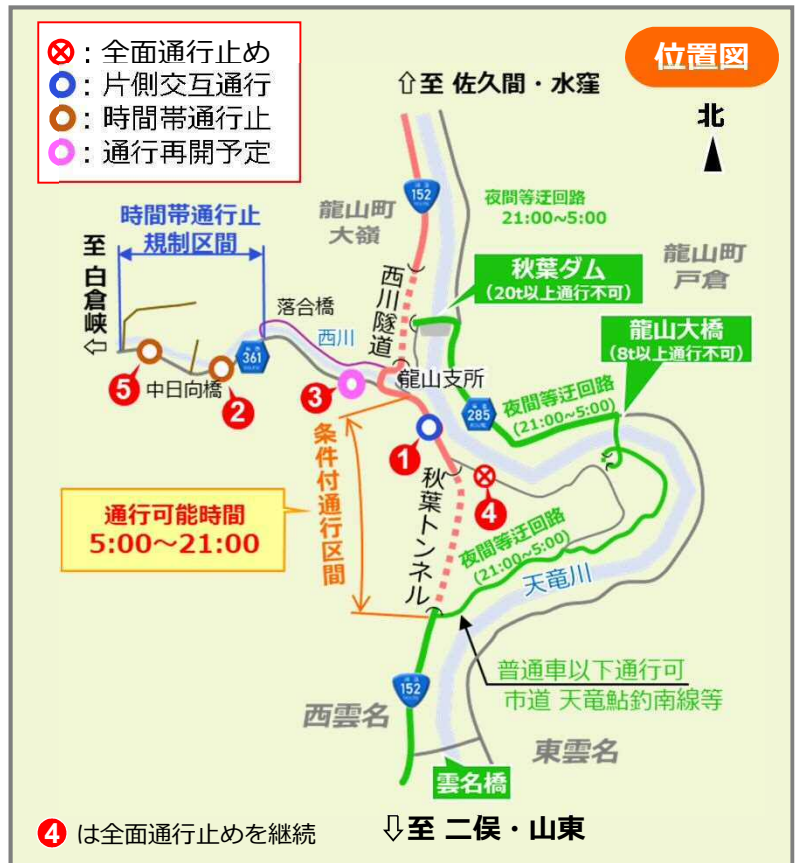 ⊗：全面通行止め
○：片側交互通行
○：時間帯通行止
○：通行再開予定
位置図
⇧至 佐久間・水窪
北
152
龍山町
大嶺
夜間等迂回路
21:00~5:00
龍山町
戸倉
時間帯通行止
規制区間
至 白倉峡
⇦
秋葉ダム
（20t以上通行不可）
西川隧道
落合橋
西川
龍山大橋
（8t以上通行不可）
361
龍山支所
5
中日向橋
2
3
285
夜間等迂回路
(21:00~5:00)
1
条件付通行区間
4
秋葉トンネル
通行可能時間
5:00～21:00
夜間等迂回路
(21:00~5:00)
天竜川
普通車以下通行可
市道 天竜鮎釣南線等
152
西雲名
東雲名
雲名橋
4 は全面通行止めを継続
⇩至 二俣・山東